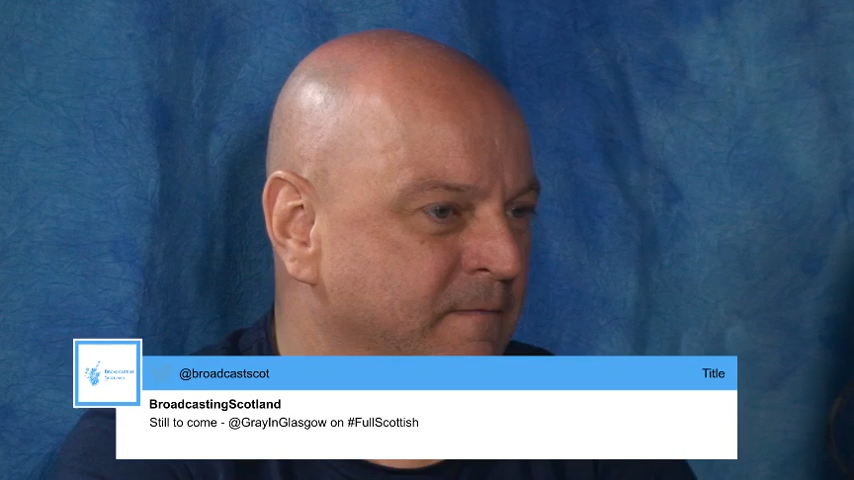 @broadcastscot
Title
BroadcastingScotland
Still to come - @GrayInGlasgow on #FullScottish